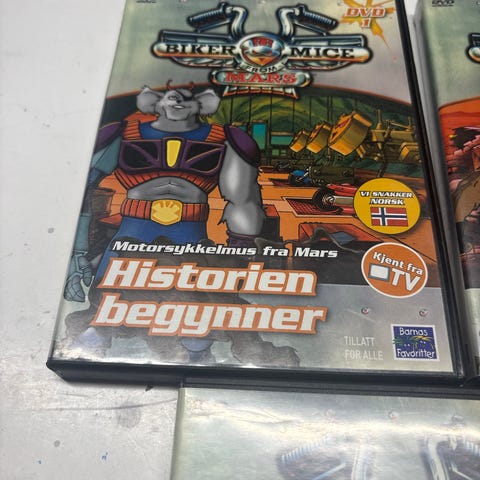 DVD
DVD 1
BIKER MICE
FROM
MARS
VI SNAKKER
NORSK
Motorsykkelmus fra Mars
Kjent fra
TV
Historien
begynner
TILLATT
FOR ALLE
Barnas
Favoritter